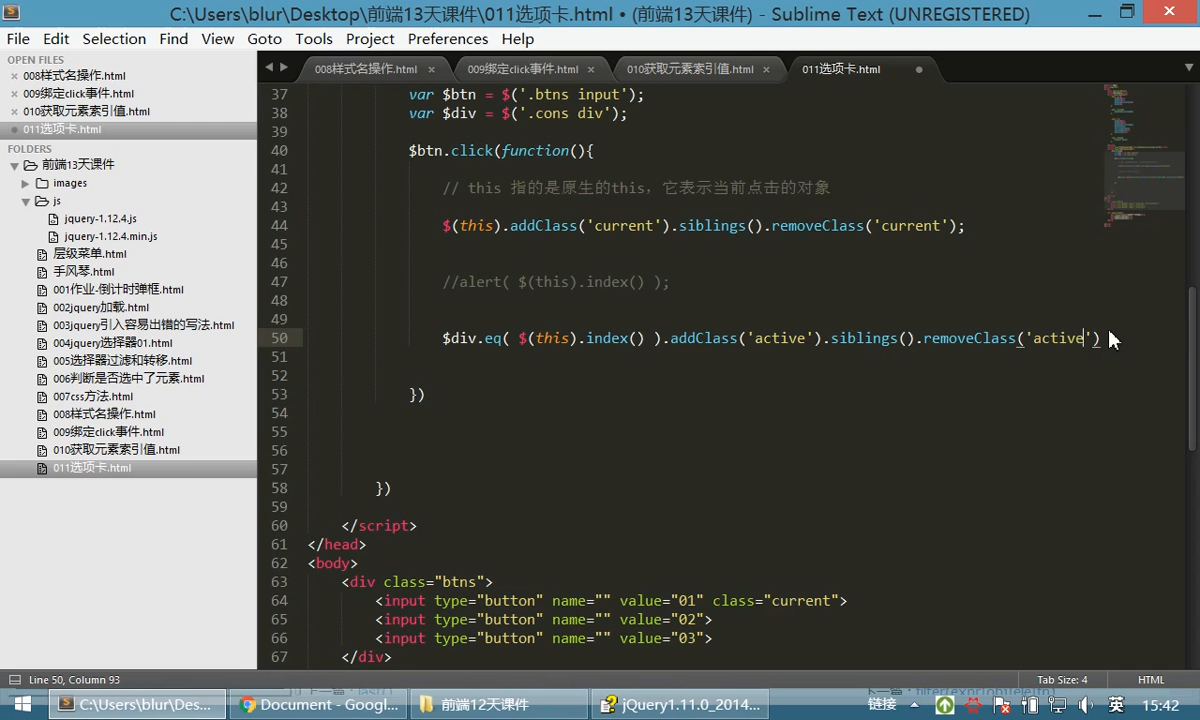 C:\Users\blur\Desktop\前端13天课件\011选项卡.html • (前端13天课件) - Sublime Text (UNREGISTERED)
File Edit Selection Find View Goto Tools Project Preferences Help
OPEN FILES
008样式名操作.html
009绑定click事件.html
010获取元素索引值.html
011选项卡.html
FOLDERS
前端13天课件
images
js
jquery-1.12.4.js
jquery-1.12.4.min.js
层级菜单.html
手风琴.html
001作业-倒计时弹框.html
002jquery加载.html
003jquery引入容易出错的写法.html
004jquery选择器01.html
005选择器过滤和转移.html
006判断是否选中了元素.html
007css方法.html
008样式名操作.html
009绑定click事件.html
010获取元素索引值.html
011选项卡.html
008样式名操作.html × 009绑定click事件.html × 010获取元素索引值.html × 011选项卡.html
37 var $btn = $('.btns input');
38 var $div = $('.cons div');
39
40 $btn.click(function(){
41
42 // this 指的是原生的this，它表示当前点击的对象
43
44 $(this).addClass('current').siblings().removeClass('current');
45
46
47 //alert( $(this).index() );
48
49
50 $div.eq( $(this).index() ).addClass('active').siblings().removeClass('active')
51
52
53 })
54
55
56
57
58 })
59
60 </script>
61 </head>
62 <body>
63 <div class="btns">
64 <input type="button" name="" value="01" class="current">
65 <input type="button" name="" value="02">
66 <input type="button" name="" value="03">
67 </div>
Line 50, Column 93 Tab Size: 4 HTML
C:\Users\blur\Des... Document - Googl... 前端12天课件 jQuery1.11.0_2014... 链接 英 15:42